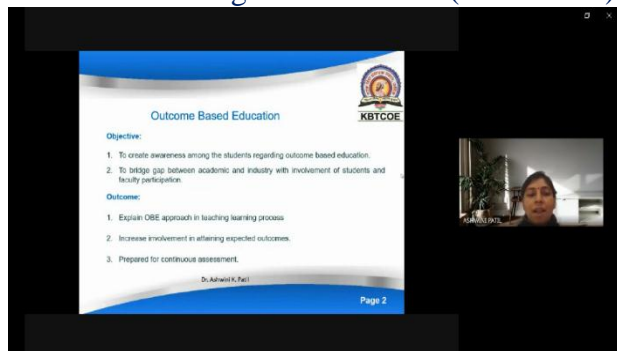 KBTCOE
Outcome Based Education
Objective:
1. To create awareness among the students regarding outcome based education.
2. To bridge gap between academic and industry with involvement of students and
faculty participation
Outcome:
1. Explain OBE approach in teaching learning process
2. Increase involvement in attaining expected outcomes.
3. Prepared for continuous assessment.
Dr. Ashwini K. Patil
Page 2
ASHWINI PATIL